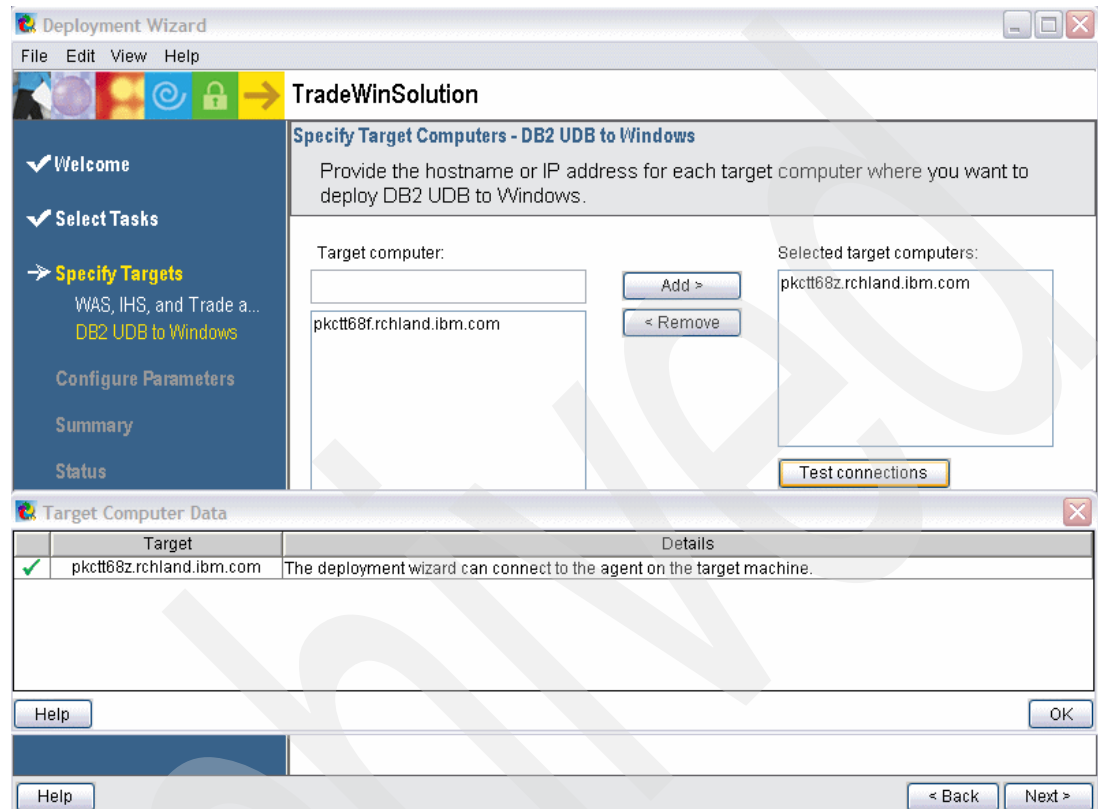 Deployment Wizard
File Edit View Help
TradeWinSolution
Welcome
Select Tasks
Specify Targets
WAS, IHS, and Trade a...
DB2 UDB to Windows
Configure Parameters
Summary
Status
Specify Target Computers - DB2 UDB to Windows
Provide the hostname or IP address for each target computer where you want to
deploy DB2 UDB to Windows.
Target computer:
pkctt68f.rchland.ibm.com
Add >
< Remove
Selected target computers:
pkctt68z.rchland.ibm.com
Test connections
Target Computer Data
Target Details
pkctt68z.rchland.ibm.com The deployment wizard can connect to the agent on the target machine.
Help OK
Help < Back Next >